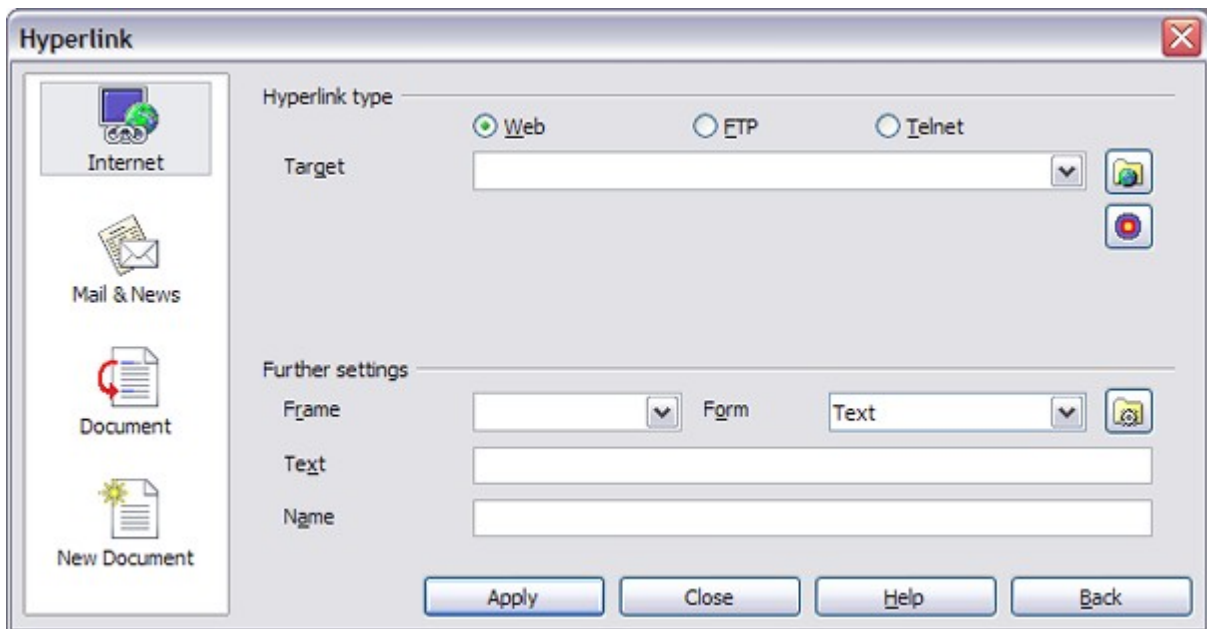 Hyperlink
Internet
Mail & News
Document
New Document
Hyperlink type
Web FTP Telnet
Target
Further settings
Frame Form Text
Text
Name
Apply Close Help Back